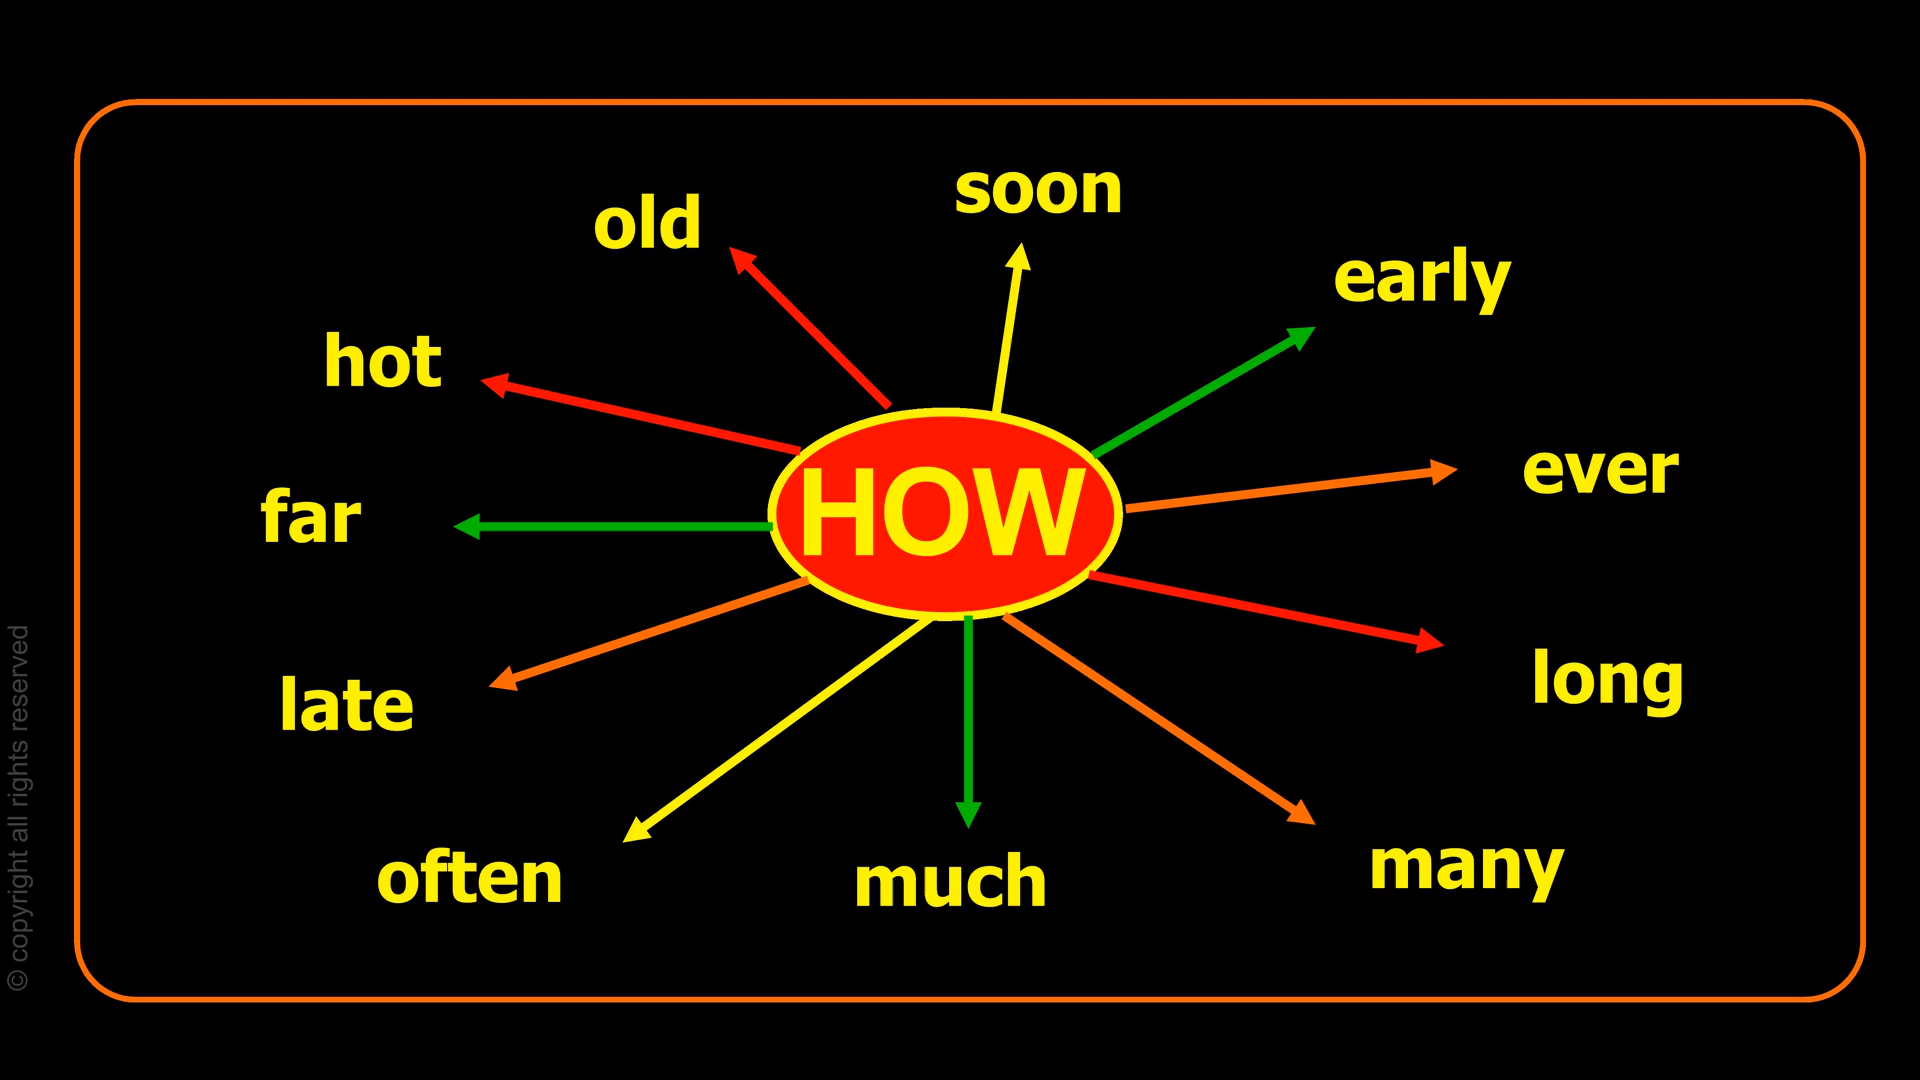 soon
old
early
hot
ever
HOW
far
long
late
many
often
much
© copyright all rights reserved